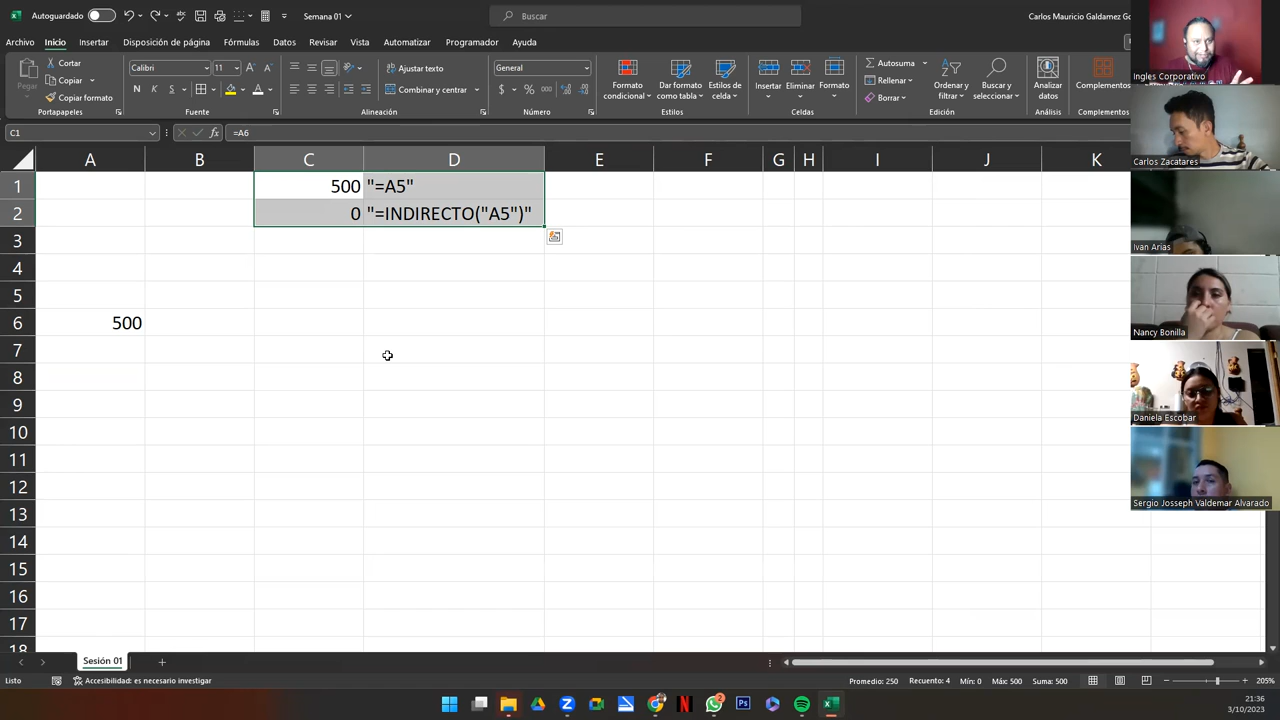 Autoguardado
Semana 01
Buscar
Carlos Mauricio Galdamez Go
Archivo Inicio Insertar Disposición de página Fórmulas Datos Revisar Vista Automatizar Programador Ayuda
Pegar
Cortar
Copiar
Copiar formato
Portapapeles
Calibri 11
N K S
Fuente
Ajustar texto
Combinar y centrar
Alineación
General
$ % 000
Número
Formato condicional
Dar formato como tabla
Estilos de celda
Estilos
Insertar Eliminar Formato
Celdas
Autosuma
Rellenar
Borrar
Ordenar y filtrar
Buscar y seleccionar
Edición
Analizar datos
Análisis
Complementos
Complementos
C1 fx =A6
A B C D E F G H I J K
1 500 "=A5"
2 0 "=INDIRECTO("A5")"
3
4
5
6 500
7
8
9
10
11
12
13
14
15
16
17
18
Sesión 01
Listo
Accesibilidad: es necesario investigar
Promedio: 250 Recuento: 4 Mín: 0 Máx: 500 Suma: 500
205%
2
21:36
3/10/2023
Ingles Corporativo
Carlos Zacatares
Ivan Arias
Nancy Bonilla
Daniela Escobar
Sergio Josseph Valdemar Alvarado